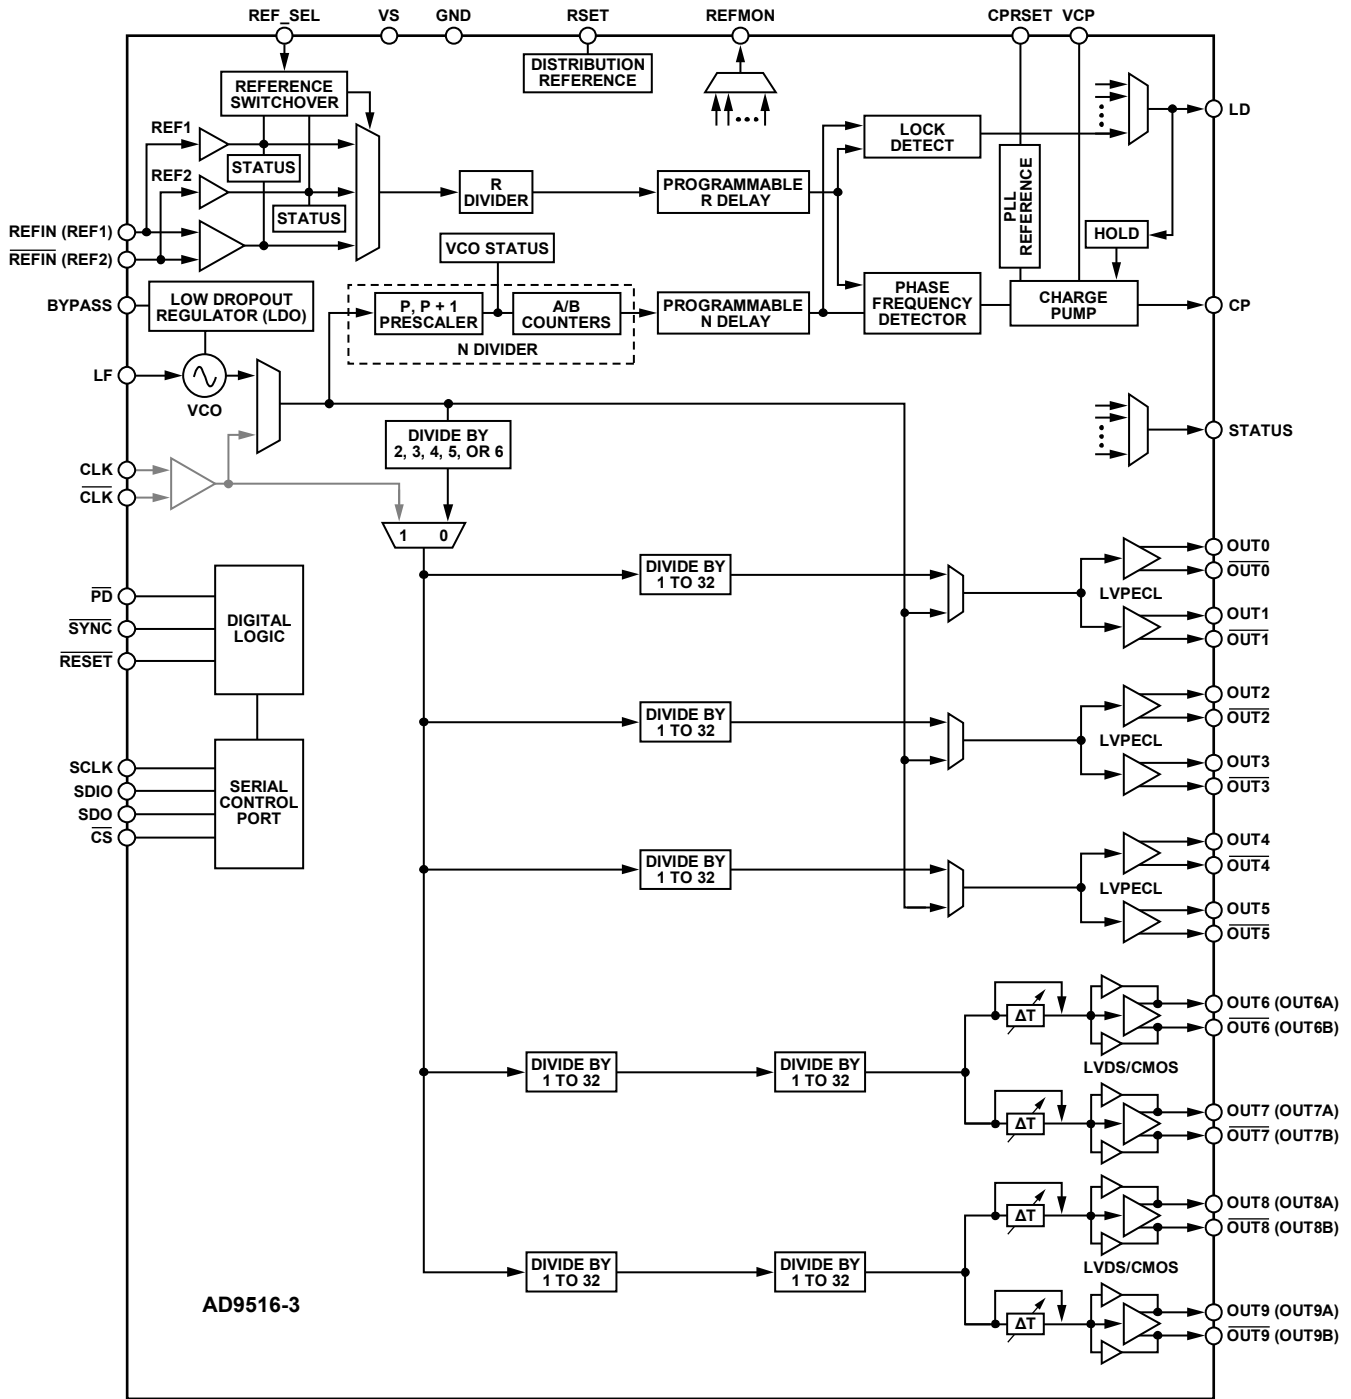 REF_SEL VS GND RSET REFMON CPRSET VCP
DISTRIBUTION
REFERENCE
REFERENCE
SWITCHOVER
REF1
STATUS
REF2
STATUS
R
DIVIDER
PROGRAMMABLE
R DELAY
LOCK
DETECT
LD
PLL
REFERENCE
HOLD
REFIN (REF1)
REFIN (REF2)
VCO STATUS
BYPASS
LOW DROPOUT
REGULATOR (LDO)
P, P + 1
PRESCALER
A/B
COUNTERS
N DIVIDER
PROGRAMMABLE
N DELAY
PHASE
FREQUENCY
DETECTOR
CHARGE
PUMP
CP
LF
VCO
DIVIDE BY
2, 3, 4, 5, OR 6
STATUS
CLK
CLK
1 0
PD
SYNC
RESET
DIGITAL
LOGIC
DIVIDE BY
1 TO 32
LVPECL
OUT0
OUT0
OUT1
OUT1
DIVIDE BY
1 TO 32
LVPECL
OUT2
OUT2
OUT3
OUT3
SCLK
SDIO
SDO
CS
SERIAL
CONTROL
PORT
DIVIDE BY
1 TO 32
LVPECL
OUT4
OUT4
OUT5
OUT5
DIVIDE BY
1 TO 32
DIVIDE BY
1 TO 32
ΔT
ΔT
LVDS/CMOS
OUT6 (OUT6A)
OUT6 (OUT6B)
OUT7 (OUT7A)
OUT7 (OUT7B)
DIVIDE BY
1 TO 32
DIVIDE BY
1 TO 32
ΔT
ΔT
LVDS/CMOS
OUT8 (OUT8A)
OUT8 (OUT8B)
OUT9 (OUT9A)
OUT9 (OUT9B)
AD9516-3